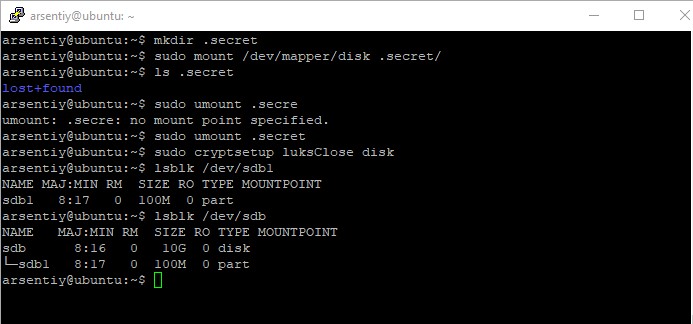 arsentiy@ubuntu: ~
arsentiy@ubuntu:~$ mkdir .secret
arsentiy@ubuntu:~$ sudo mount /dev/mapper/disk .secret/
arsentiy@ubuntu:~$ ls .secret
lost+found
arsentiy@ubuntu:~$ sudo umount .secre
umount: .secre: no mount point specified.
arsentiy@ubuntu:~$ sudo umount .secret
arsentiy@ubuntu:~$ sudo cryptsetup luksClose disk
arsentiy@ubuntu:~$ lsblk /dev/sdb1
NAME MAJ:MIN RM  SIZE RO TYPE MOUNTPOINT
sdb1   8:17   0  100M  0 part
arsentiy@ubuntu:~$ lsblk /dev/sdb
NAME   MAJ:MIN RM  SIZE RO TYPE MOUNTPOINT
sdb      8:16   0   10G  0 disk
└─sdb1   8:17   0  100M  0 part
arsentiy@ubuntu:~$